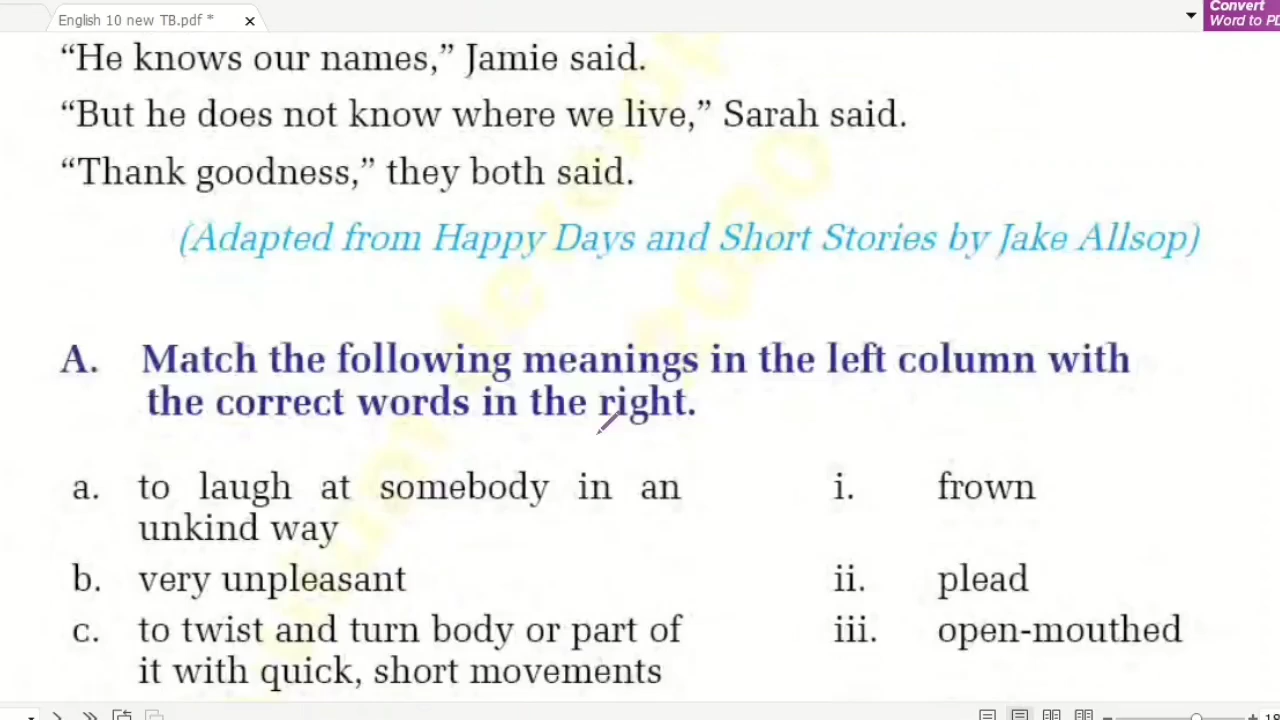 English 10 new TB.pdf *
Convert
Word to PD
“He knows our names,” Jamie said.
“But he does not know where we live,” Sarah said.
“Thank goodness,” they both said.
(Adapted from Happy Days and Short Stories by Jake Allsop)
A. Match the following meanings in the left column with
the correct words in the right.
a. to laugh at somebody in an i. frown
unkind way
b. very unpleasant ii. plead
c. to twist and turn body or part of iii. open-mouthed
it with quick, short movements